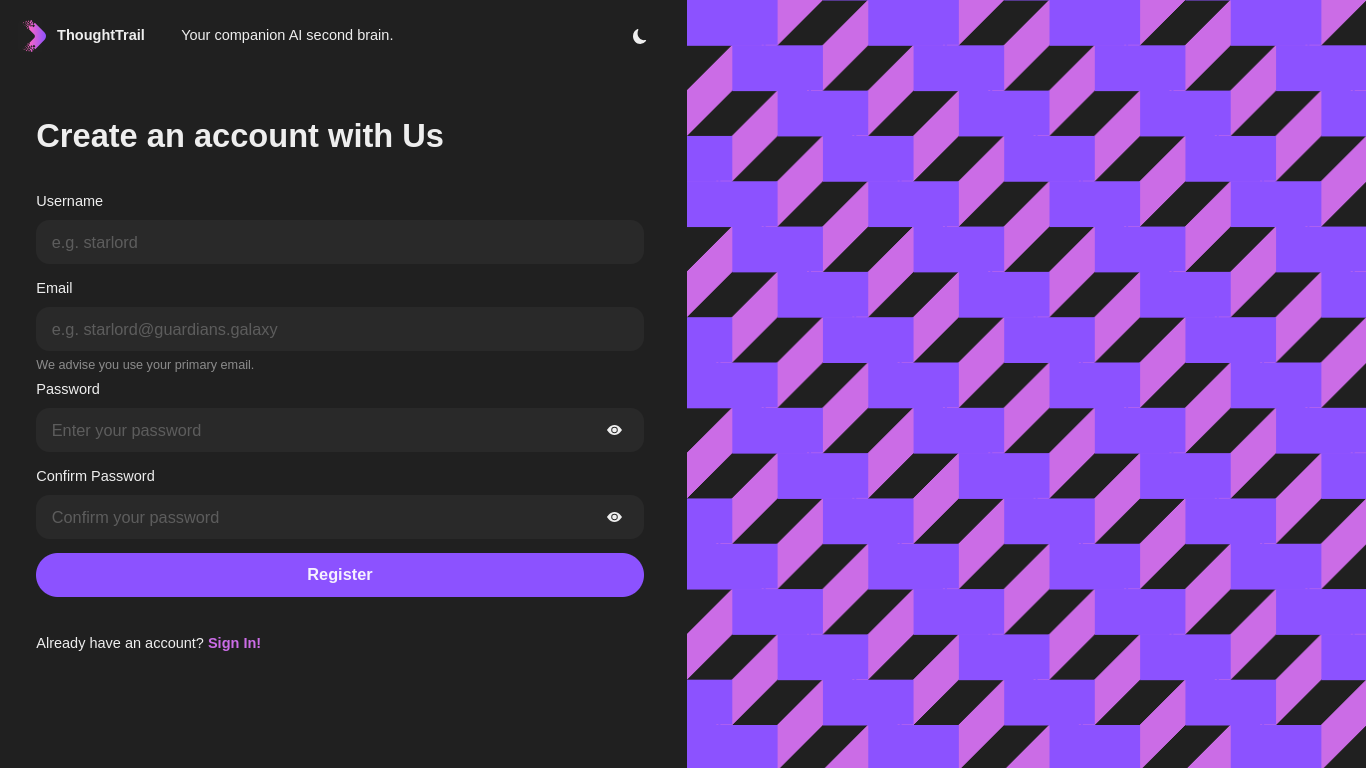 ThoughtTrail
Your companion AI second brain.
Create an account with Us
Username
e.g. starlord
Email
e.g. starlord@guardians.galaxy
We advise you use your primary email.
Password
Enter your password
Confirm Password
Confirm your password
Register
Already have an account? Sign In!